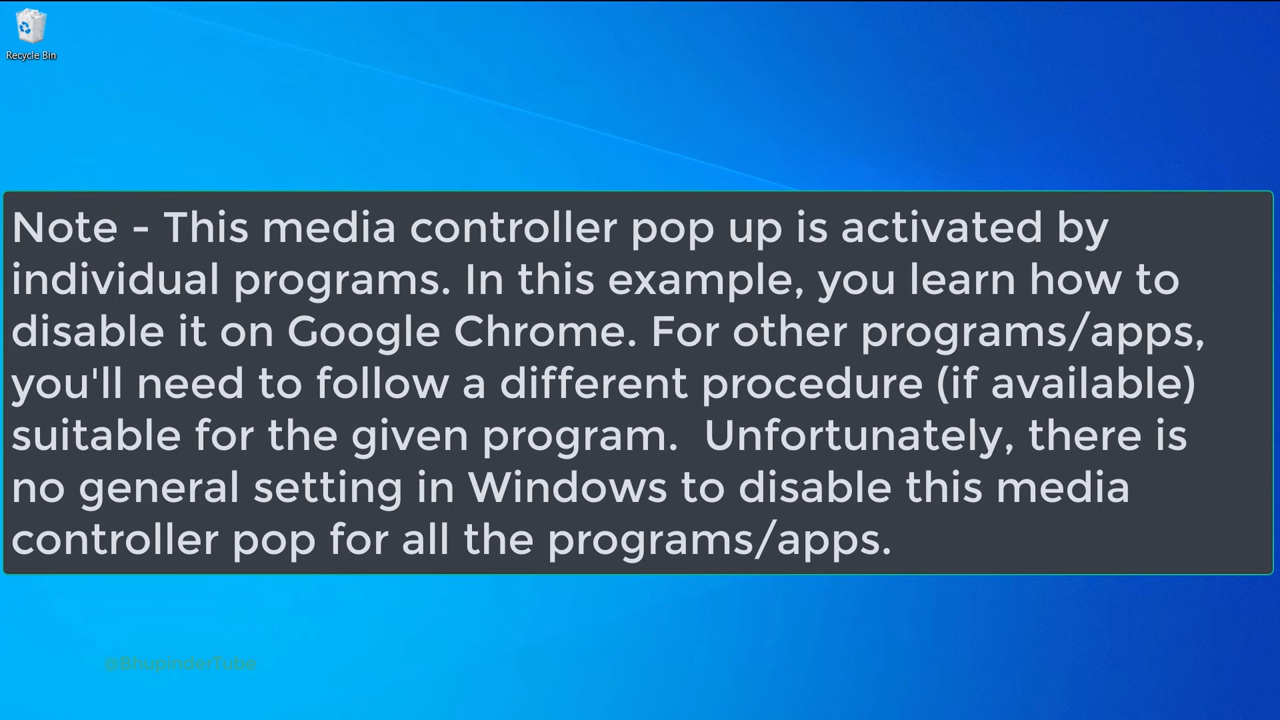 Recycle Bin
Note - This media controller pop up is activated by
individual programs. In this example, you learn how to
disable it on Google Chrome. For other programs/apps,
you'll need to follow a different procedure (if available)
suitable for the given program.  Unfortunately, there is
no general setting in Windows to disable this media
controller pop for all the programs/apps.
@BhupinderTube